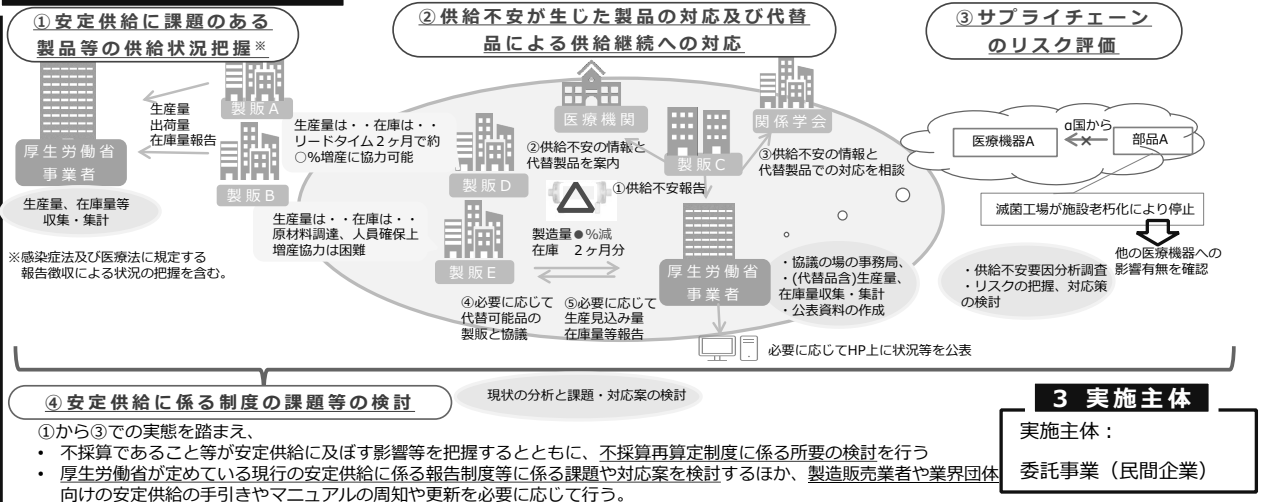 ①安定供給に課題のある
製品等の供給状況把握※
②供給不安が生じた製品の対応及び代替
品による供給継続への対応
③サプライチェーン
のリスク評価
生産量
出荷量
在庫量報告
製販A
製販B
厚生労働省
事業者
生産量、在庫量等
収集・集計
※感染症法及び医療法に規定する
報告徴収による状況の把握を含む。
生産量は・・在庫は・・
リードタイム2ヶ月で約
○%増産に協力可能
生産量は・・在庫は・・
原材料調達、人員確保上
増産協力は困難
製販D
製販E
医療機関
製販C
関係学会
②供給不安の情報と
代替製品を案内
①供給不安報告
③供給不安の情報と
代替製品での対応を相談
製造量●%減
在庫 2ヶ月分
厚生労働省
事業者
・協議の場の事務局、
・(代替品含)生産量、
在庫量収集・集計
・公表資料の作成
④必要に応じて
代替可能品の
製販と協議
⑤必要に応じて
生産見込み量
在庫量等報告
必要に応じてHP上に状況等を公表
医療機器A
α国から
部品A
滅菌工場が施設老朽化により停止
他の医療機器への
影響有無を確認
・供給不安要因分析調査
・リスクの把握、対応策
の検討
④安定供給に係る制度の課題等の検討
現状の分析と課題・対応案の検討
①から③での実態を踏まえ、
• 不採算であること等が安定供給に及ぼす影響等を把握するとともに、不採算再算定制度に係る所要の検討を行う
• 厚生労働省が定めている現行の安定供給に係る報告制度等に係る課題や対応案を検討するほか、製造販売業者や業界団体
向けの安定供給の手引きやマニュアルの周知や更新を必要に応じて行う。
3 実施主体
実施主体：
委託事業（民間企業）